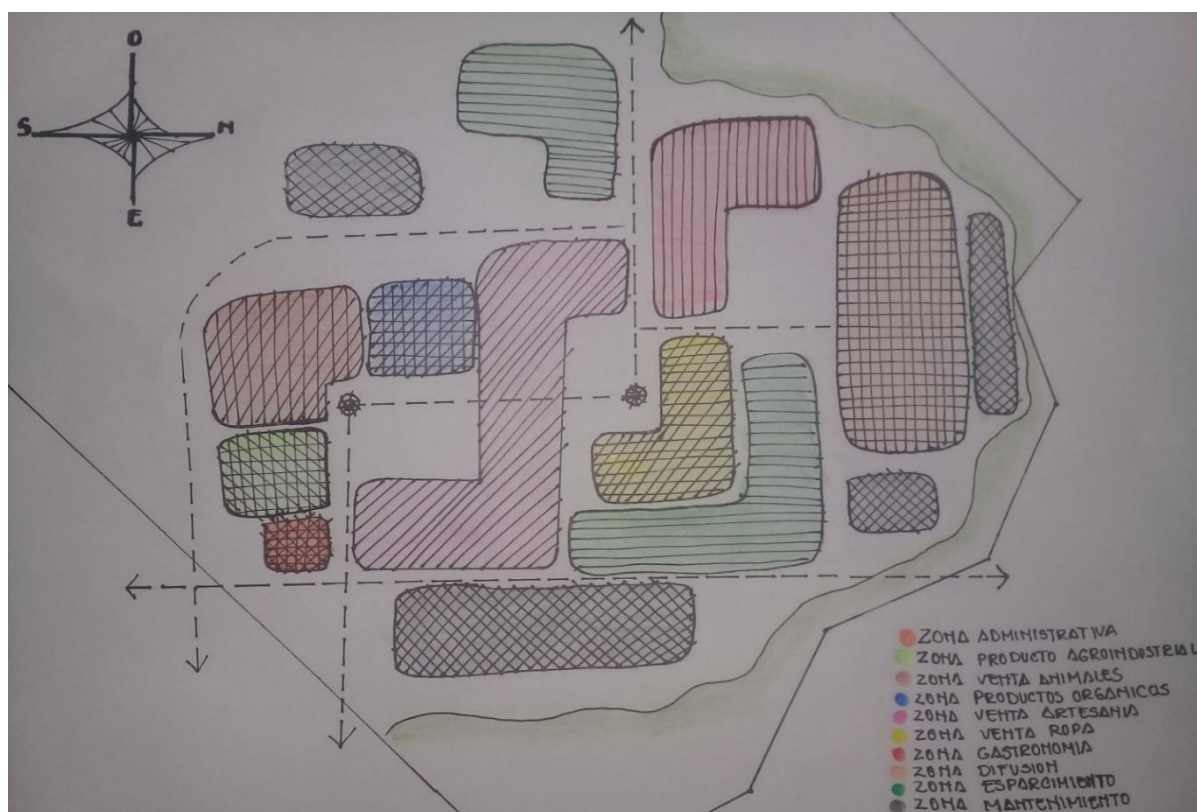 O
S N
E
ZONA ADMINISTRATIVA
ZONA PRODUCTO AGROINDUSTRIAL
ZONA VENTA ANIMALES
ZONA PRODUCTOS ORGANICOS
ZONA VENTA ARTESANIA
ZONA VENTA ROPA
ZONA GASTRONOMIA
ZONA DIFUSION
ZONA ESPARCIMIENTO
ZONA MANTENIMIENTO